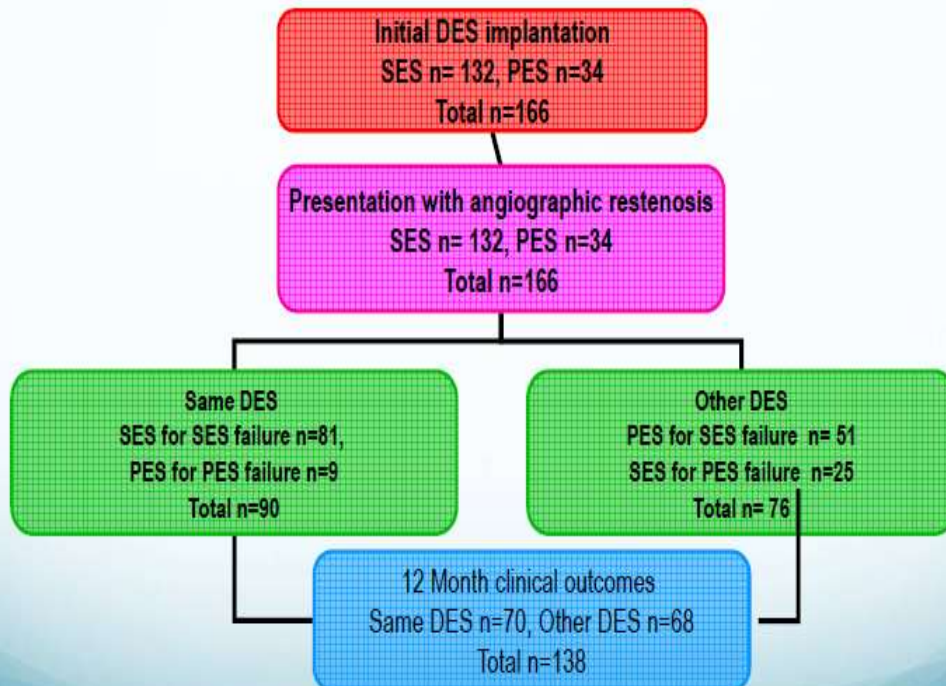 Initial DES implantation
SES n= 132, PES n=34
Total n=166
Presentation with angiographic restenosis
SES n= 132, PES n=34
Total n=166
Same DES
SES for SES failure n=81,
PES for PES failure n=9
Total n=90
Other DES
PES for SES failure n= 51
SES for PES failure n=25
Total n= 76
12 Month clinical outcomes
Same DES n=70, Other DES n=68
Total n=138